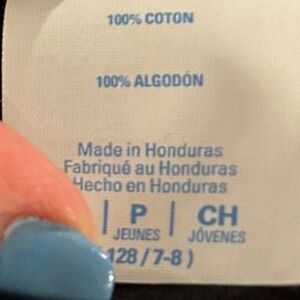 100% COTON
100% ALGODÓN
Made in Honduras
Fabriqué au Honduras
Hecho en Honduras
| P | CH
JEUNES JÓVENES
128 / 7-8 )